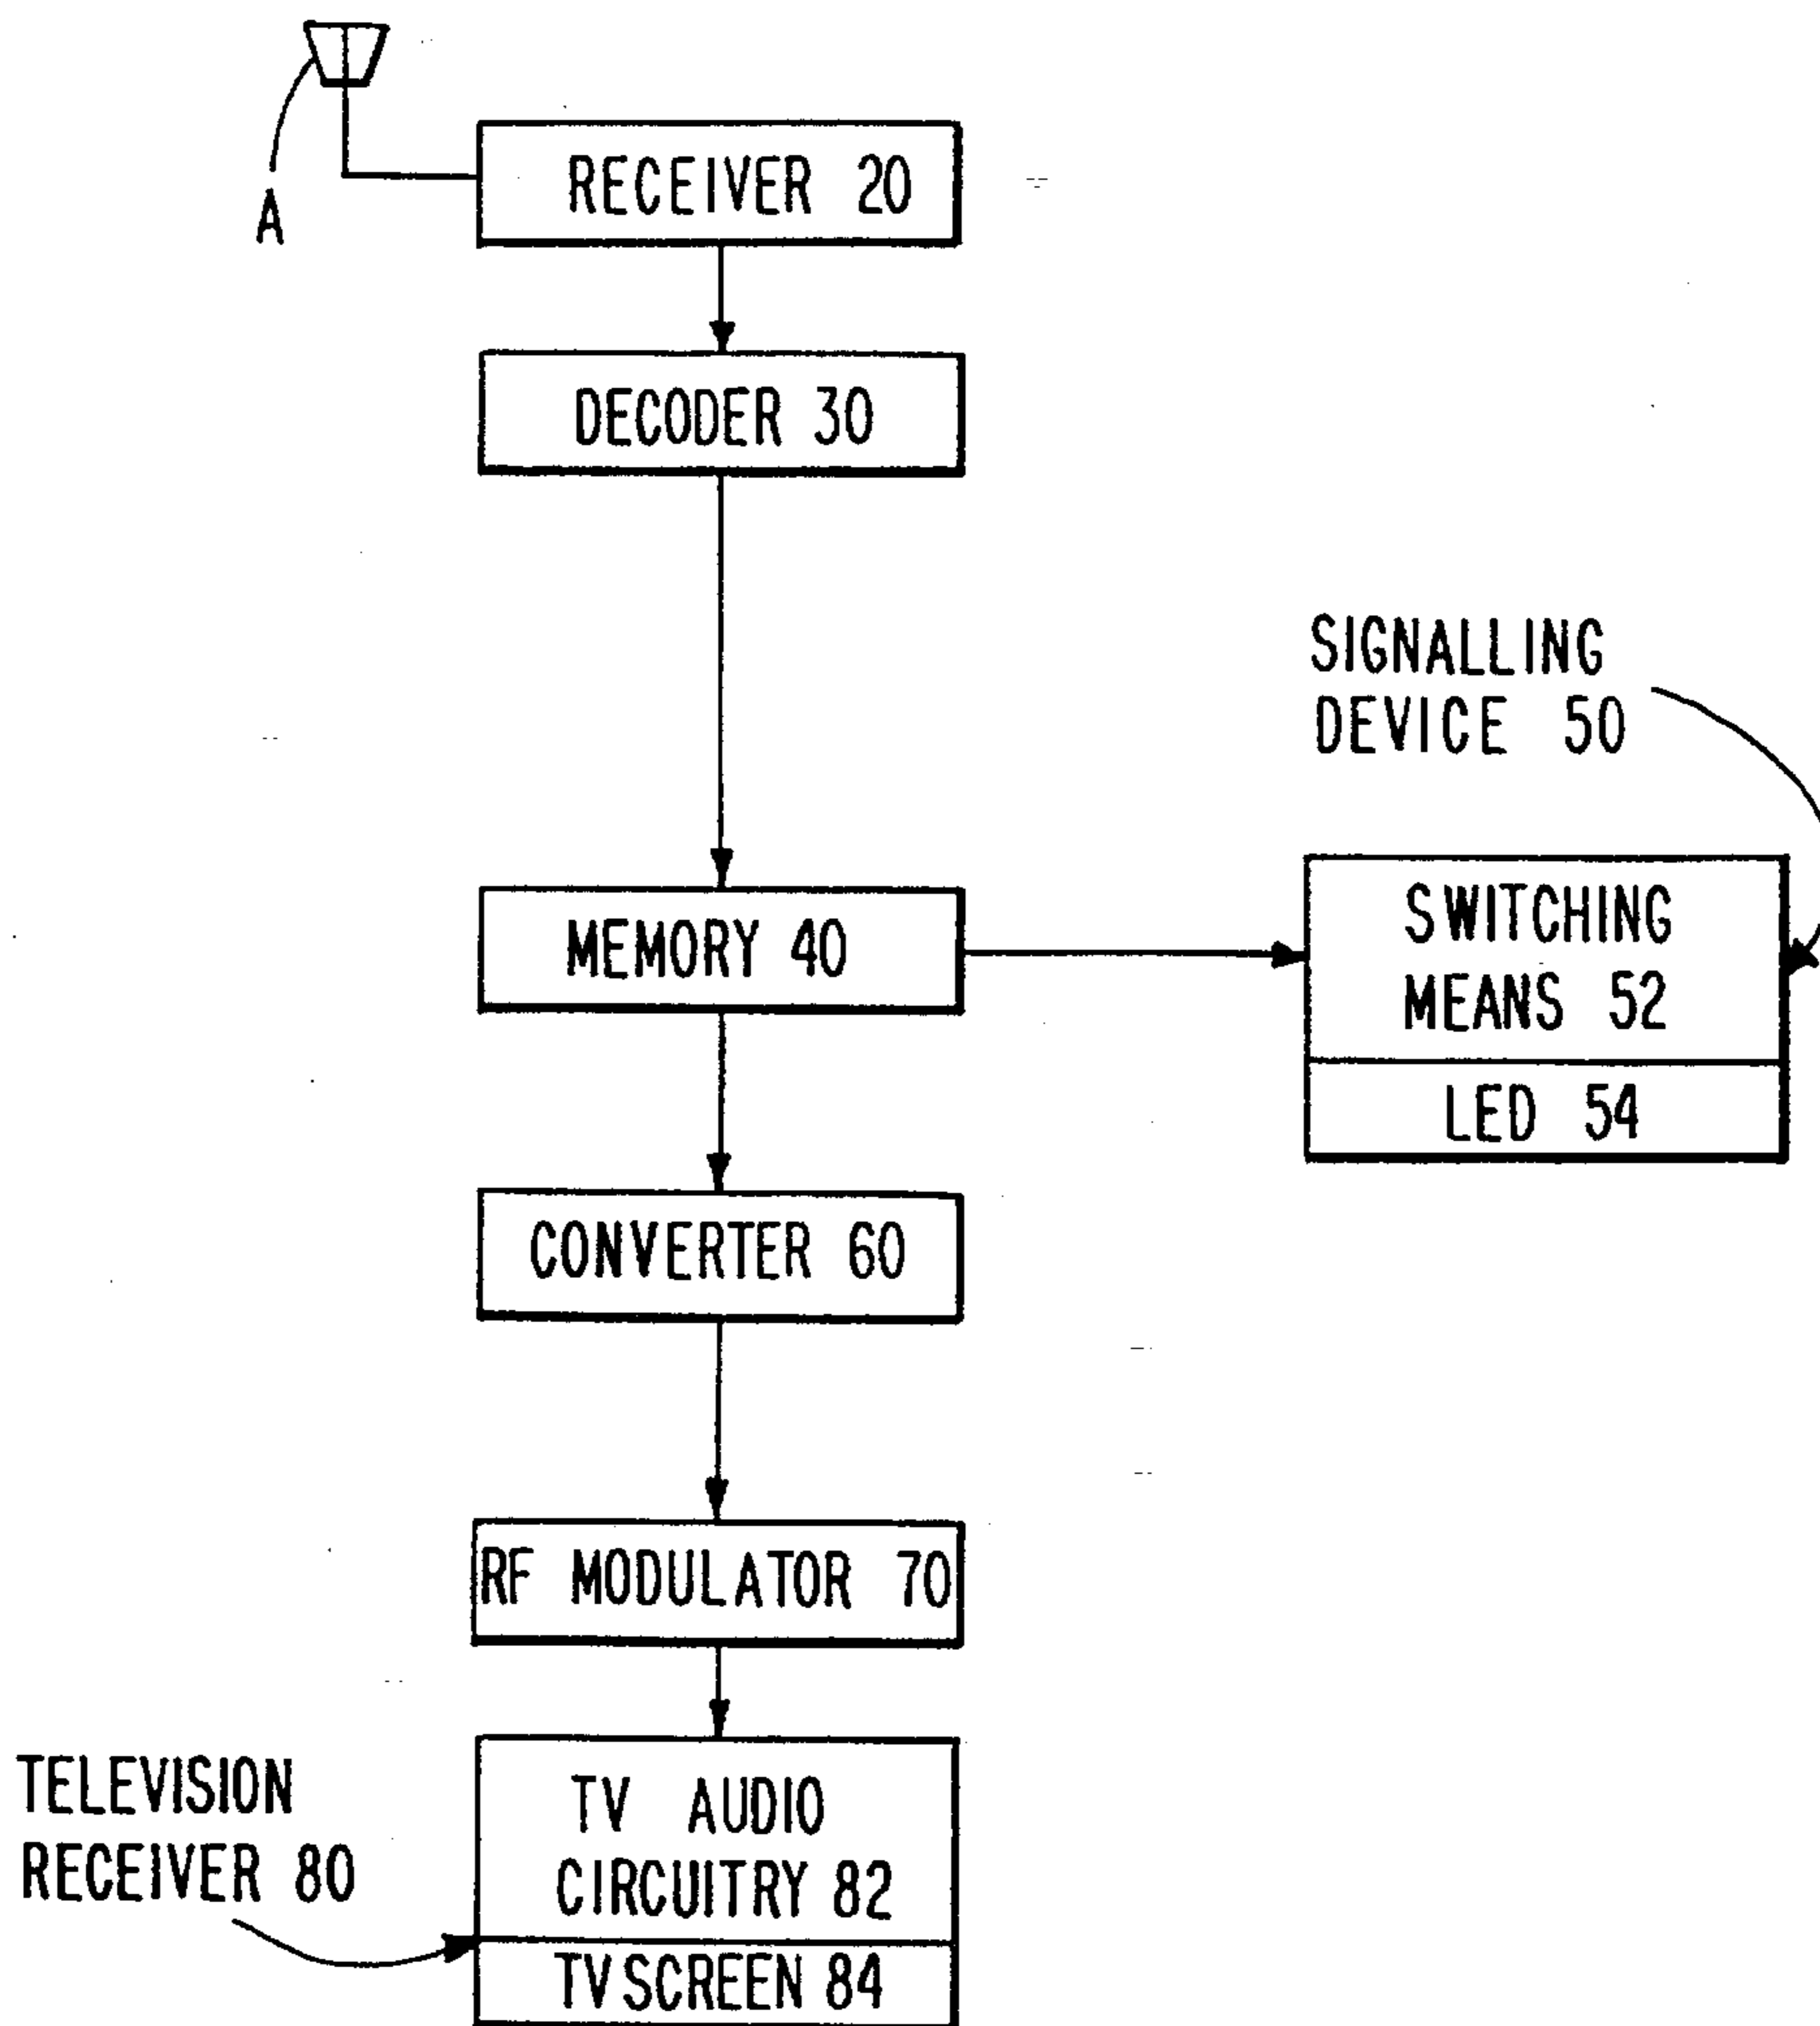 A
RECEIVER 20
DECODER 30
SIGNALLING
DEVICE 50
MEMORY 40
SWITCHING
MEANS 52
LED 54
CONVERTER 60
RF MODULATOR 70
TELEVISION
RECEIVER 80
TV AUDIO
CIRCUITRY 82
TV SCREEN 84